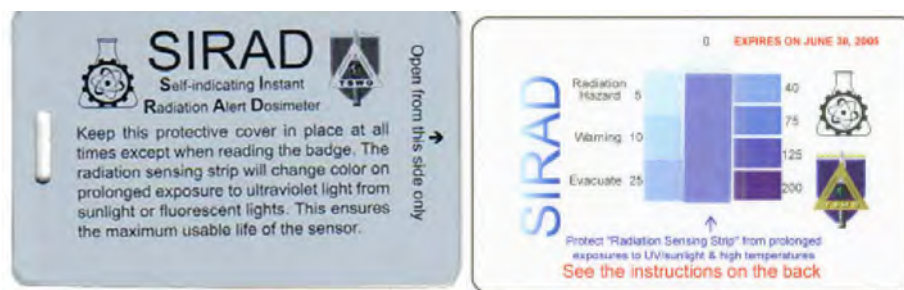 SIRAD
Self-indicating Instant
Radiation Alert Dosimeter
TSWG
Keep this protective cover in place at all
times except when reading the badge. The
radiation sensing strip will change color on
prolonged exposure to ultraviolet light from
sunlight or fluorescent lights. This ensures
the maximum usable life of the sensor.
Open from this side only
0 EXPIRES ON JUNE 30, 2005
SIRAD
Radiation
Hazard 5
Warning 10
Evacuate 25
40
75
125
200
Protect "Radiation Sensing Strip" from prolonged
exposures to UV/sunlight & high temperatures
See the instructions on the back